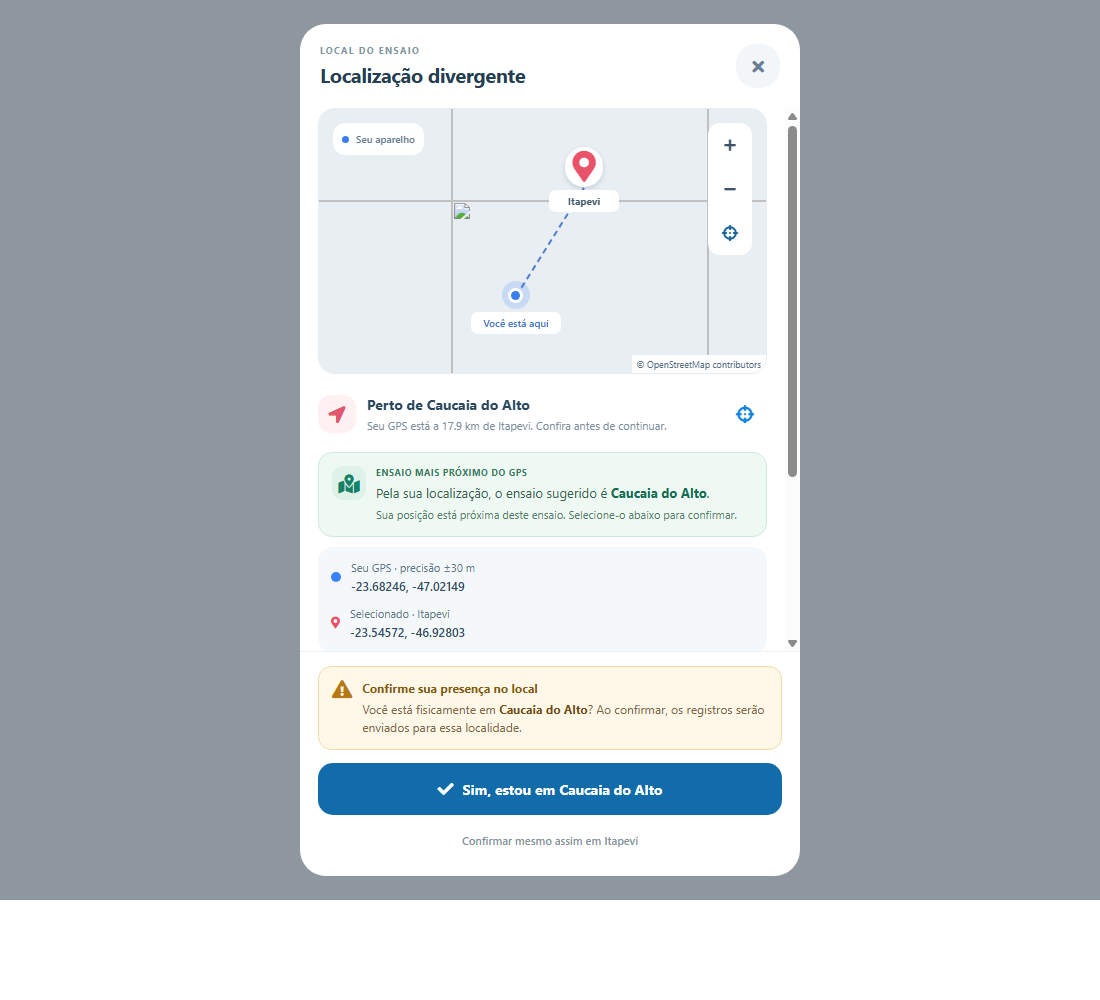 LOCAL DO ENSAIO
Localização divergente
Seu aparelho
Itapevi
Você está aqui
© OpenStreetMap contributors
Perto de Caucaia do Alto
Seu GPS está a 17.9 km de Itapevi. Confira antes de continuar.
ENSAIO MAIS PRÓXIMO DO GPS
Pela sua localização, o ensaio sugerido é Caucaia do Alto.
Sua posição está próxima deste ensaio. Selecione-o abaixo para confirmar.
Seu GPS · precisão ±30 m
-23.68246, -47.02149
Selecionado · Itapevi
-23.54572, -46.92803
Confirme sua presença no local
Você está fisicamente em Caucaia do Alto? Ao confirmar, os registros serão
enviados para essa localidade.
Sim, estou em Caucaia do Alto
Confirmar mesmo assim em Itapevi